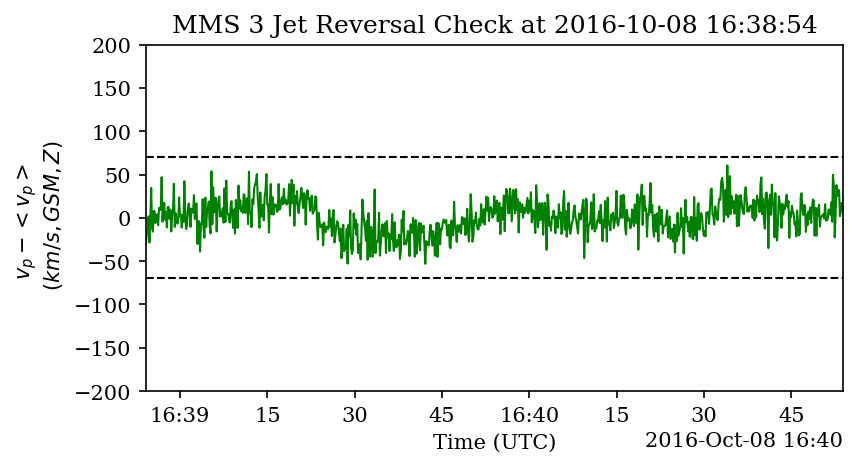 MMS 3 Jet Reversal Check at 2016-10-08 16:38:54
200
150
100
50
0
−50
−100
−150
−200
v_p − < v_p >
(km/s, GSM, Z)
16:39 15 30 45 16:40 15 30 45
Time (UTC)
2016-Oct-08 16:40